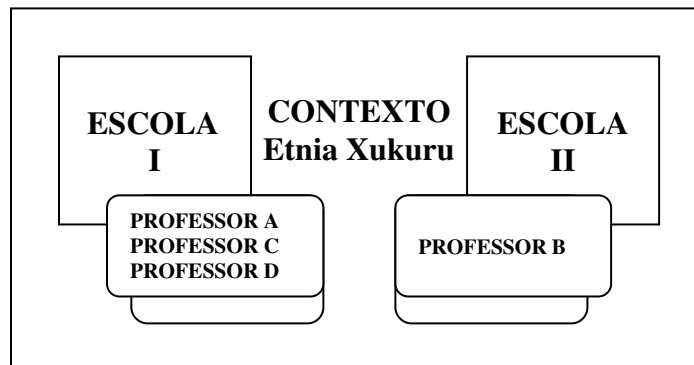 ESCOLA
I
CONTEXTO
Etnia Xukuru
ESCOLA
II
PROFESSOR A
PROFESSOR C
PROFESSOR D
PROFESSOR B